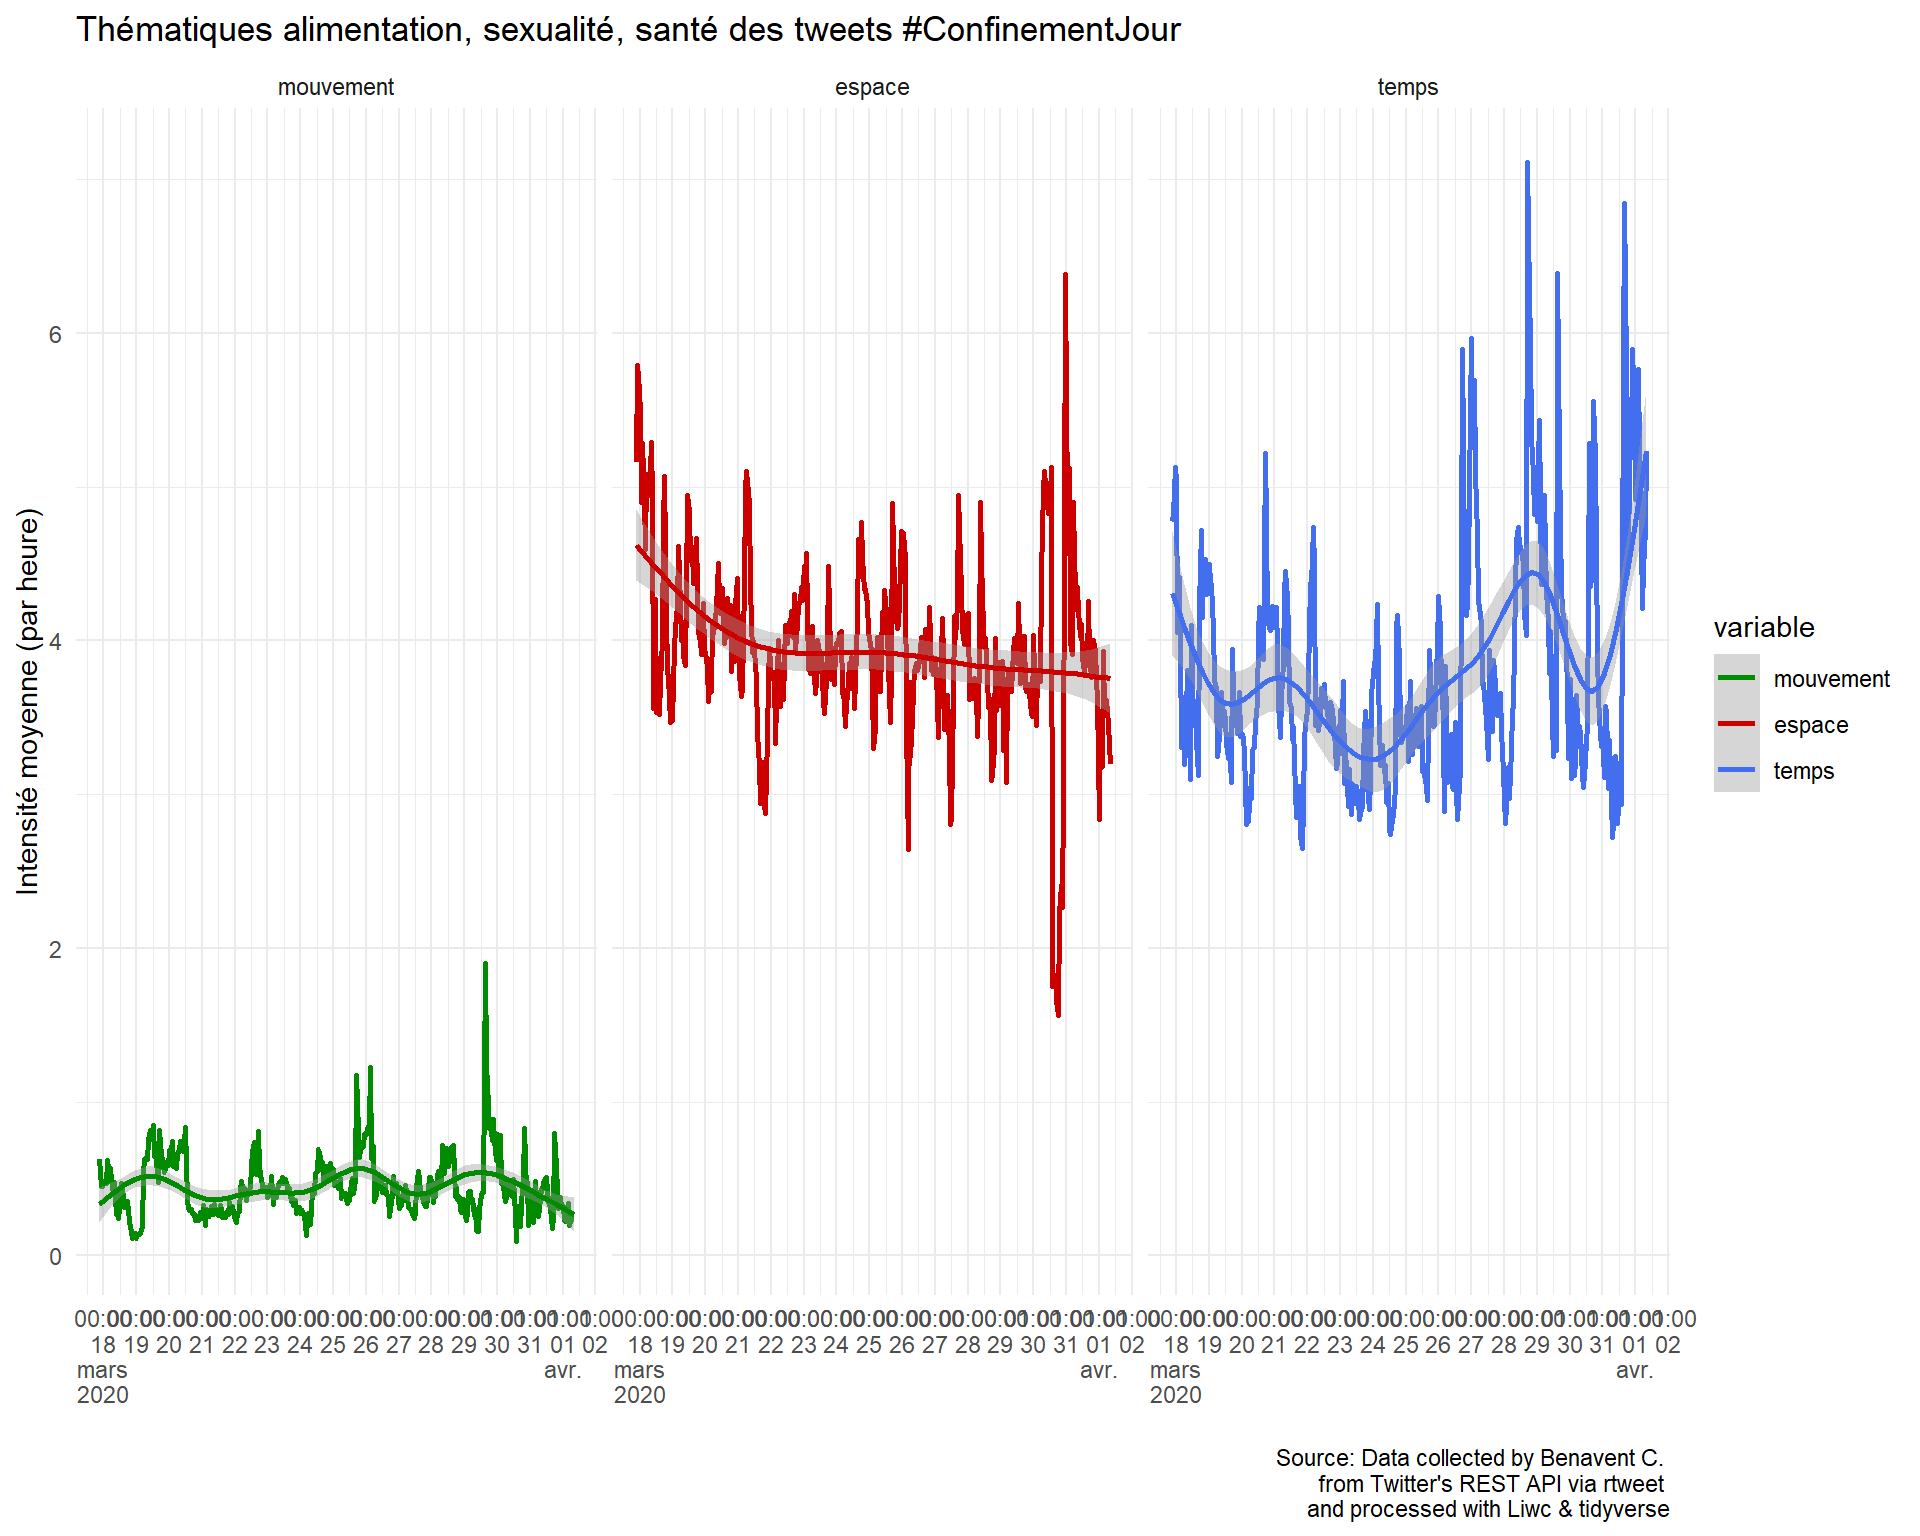 Thématiques alimentation, sexualité, santé des tweets #ConfinementJour
mouvement espace temps
Intensité moyenne (par heure)
6
4
2
0
variable
mouvement
espace
temps
18 19 20 21 22 23 24 25 26 27 28 29 30 31 01 02
mars avr.
2020
18 19 20 21 22 23 24 25 26 27 28 29 30 31 01 02
mars avr.
2020
18 19 20 21 22 23 24 25 26 27 28 29 30 31 01 02
mars avr.
2020
Source: Data collected by Benavent C.
from Twitter's REST API via rtweet
and processed with Liwc & tidyverse